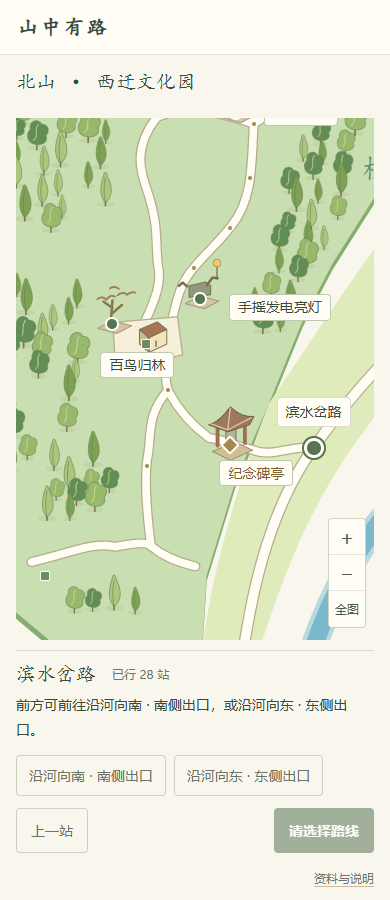 山中有路
北山 • 西迁文化园
手摇发电亮灯
百鸟归林
滨水岔路
纪念碑亭
+
−
全图
滨水岔路 已行 28 站
前方可前往沿河向南 · 南侧出口，或沿河向东 · 东侧出
口。
沿河向南 · 南侧出口 沿河向东 · 东侧出口
上一站 请选择路线
资料与说明